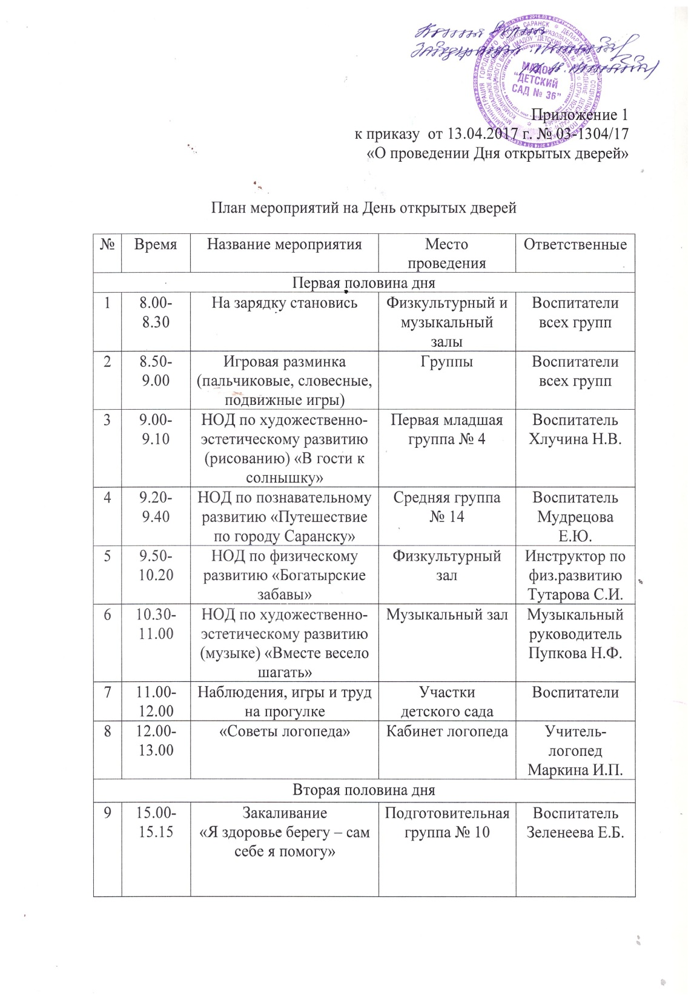 Копия верна
МАДОУ
"ДЕТСКИЙ
САД № 36"
Приложение 1
к приказу от 13.04.2017 г. № 03-1304/17
«О проведении Дня открытых дверей»
План мероприятий на День открытых дверей
№ Время Название мероприятия Место Ответственные
проведения
Первая половина дня
1 8.00- На зарядку становись Физкультурный и Воспитатели
8.30 музыкальный всех групп
залы
2 8.50- Игровая разминка Группы Воспитатели
9.00 (пальчиковые, словесные, всех групп
подвижные игры)
3 9.00- НОД по художественно- Первая младшая Воспитатель
9.10 эстетическому развитию группа № 4 Хлучина Н.В.
(рисованию) «В гости к
солнышку»
4 9.20- НОД по познавательному Средняя группа Воспитатель
9.40 развитию «Путешествие № 14 Мудрецова
по городу Саранску» Е.Ю.
5 9.50- НОД по физическому Физкультурный Инструктор по
10.20 развитию «Богатырские зал физ.развитию
забавы» Тутарова С.И.
6 10.30- НОД по художественно- Музыкальный зал Музыкальный
11.00 эстетическому развитию руководитель
(музыке) «Вместе весело Пупкова Н.Ф.
шагать»
7 11.00- Наблюдения, игры и труд Участки Воспитатели
12.00 на прогулке детского сада
8 12.00- «Советы логопеда» Кабинет логопеда Учитель-
13.00 логопед
Маркина И.П.
Вторая половина дня
9 15.00- Закаливание Подготовительная Воспитатель
15.15 «Я здоровье берегу – сам группа № 10 Зеленеева Е.Б.
себе я помогу»